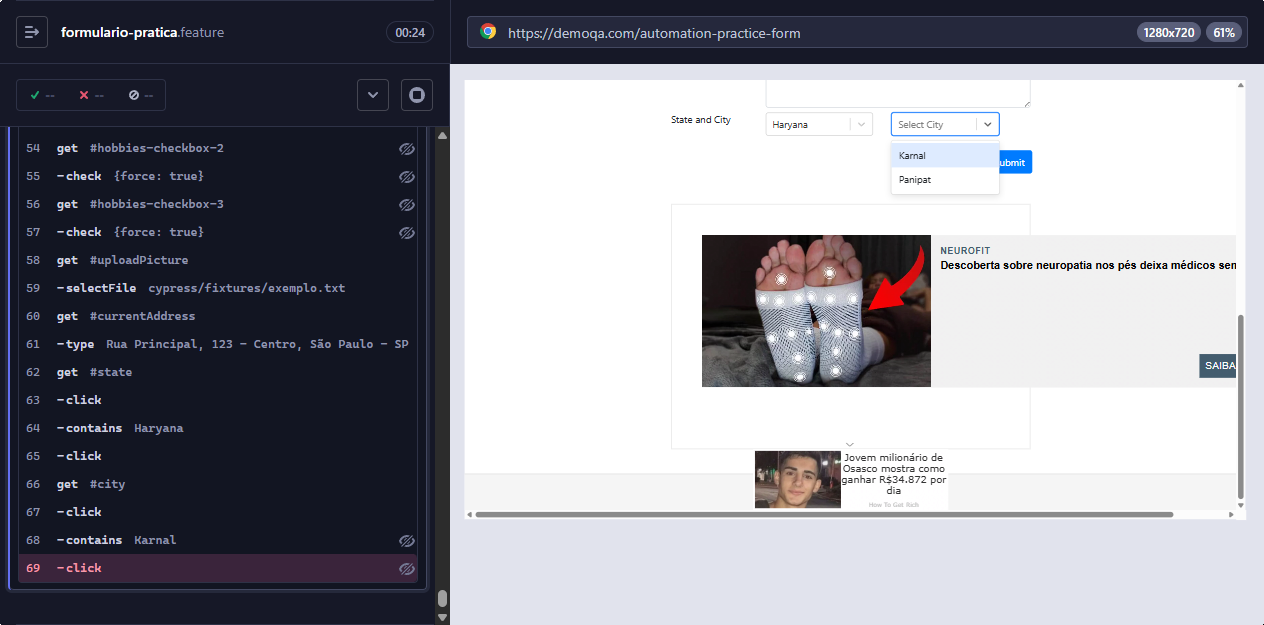 formulario-pratica.feature
00:24
https://demoqa.com/automation-practice-form
1280x720
61%
--
--
--
54 get #hobbies-checkbox-2
55 -check {force: true}
56 get #hobbies-checkbox-3
57 -check {force: true}
58 get #uploadPicture
59 -selectFile cypress/fixtures/exemplo.txt
60 get #currentAddress
61 -type Rua Principal, 123 - Centro, São Paulo - SP
62 get #state
63 -click
64 -contains Haryana
65 -click
66 get #city
67 -click
68 -contains Karnal
69 -click
State and City
Haryana
Select City
Karnal
Panipat
ubmit
NEUROFIT
Descoberta sobre neuropatia nos pés deixa médicos sem
SAIBA
Jovem milionário de
Osasco mostra como
ganhar R$34.872 por
dia
How To Get Rich